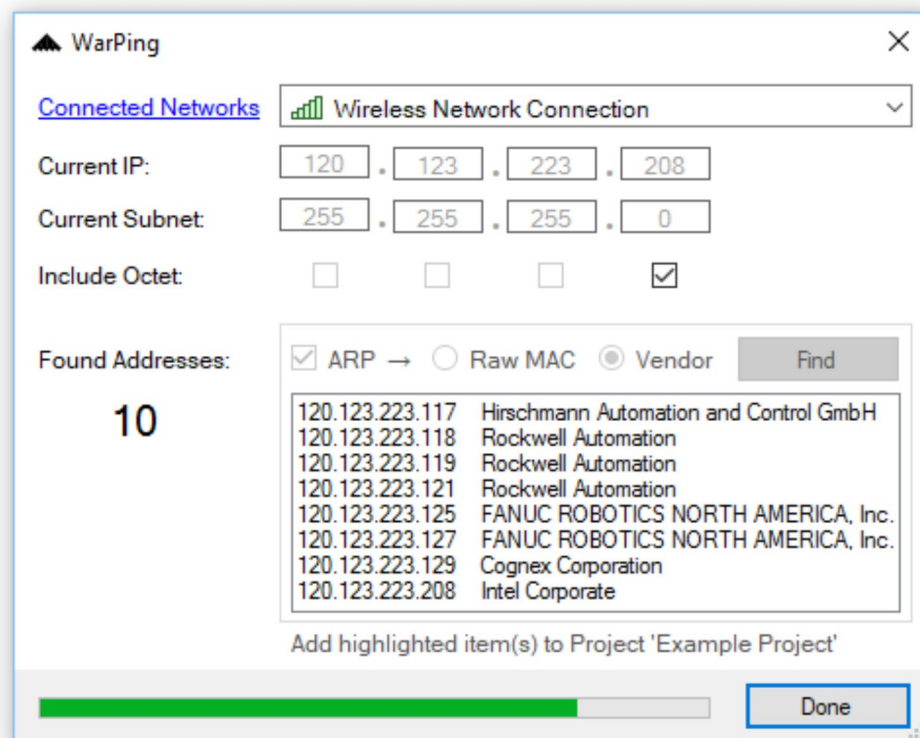 WarPing
Connected Networks Wireless Network Connection
Current IP: 120 . 123 . 223 . 208
Current Subnet: 255 . 255 . 255 . 0
Include Octet:
Found Addresses: ARP → Raw MAC Vendor Find
10
120.123.223.117 Hirschmann Automation and Control GmbH
120.123.223.118 Rockwell Automation
120.123.223.119 Rockwell Automation
120.123.223.121 Rockwell Automation
120.123.223.125 FANUC ROBOTICS NORTH AMERICA, Inc.
120.123.223.127 FANUC ROBOTICS NORTH AMERICA, Inc.
120.123.223.129 Cognex Corporation
120.123.223.208 Intel Corporate
Add highlighted item(s) to Project 'Example Project'
Done